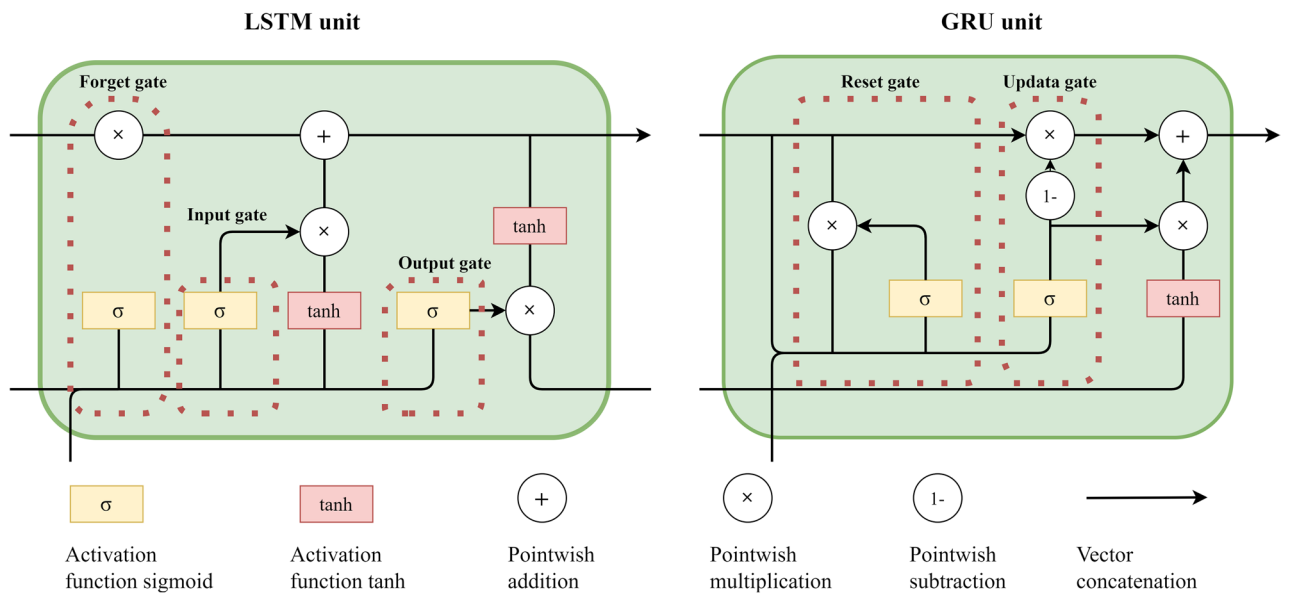 LSTM unit
GRU unit
Forget gate
Reset gate
Updata gate
×
+
×
+
1-
Input gate
×
tanh
×
×
Output gate
σ
σ
tanh
σ
×
σ
σ
tanh
σ
tanh
+
×
1-
Activation
function sigmoid
Activation
function tanh
Pointwish
addition
Pointwish
multiplication
Pointwish
subtraction
Vector
concatenation